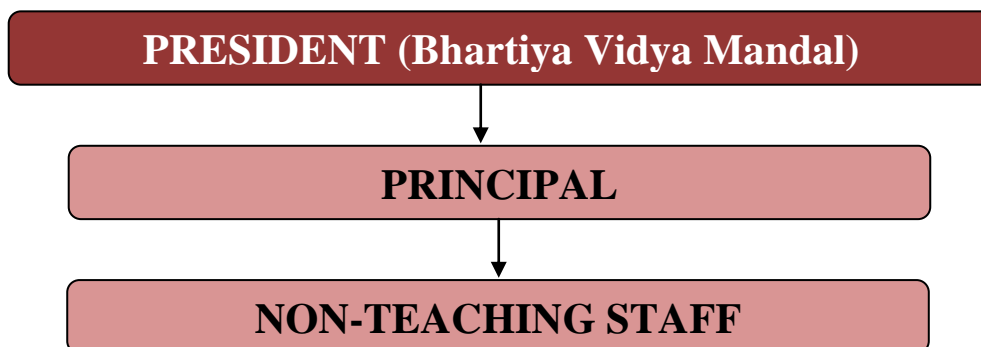 PRESIDENT (Bhartiya Vidya Mandal)
PRINCIPAL
NON-TEACHING STAFF